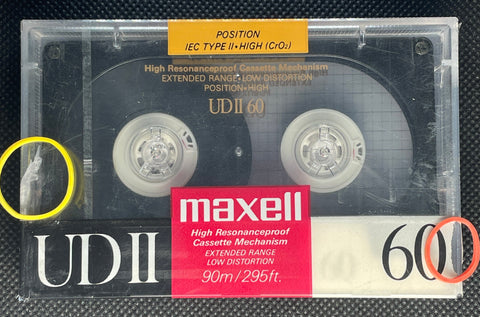 POSITION
IEC TYPE II•HIGH (CrO₂)
High Resonanceproof Cassette Mechanism
EXTENDED RANGE•LOW DISTORTION
POSITION•HIGH
UDII 60
maxell
High Resonanceproof
Cassette Mechanism
EXTENDED RANGE
LOW DISTORTION
90m/295ft.
UDII
60